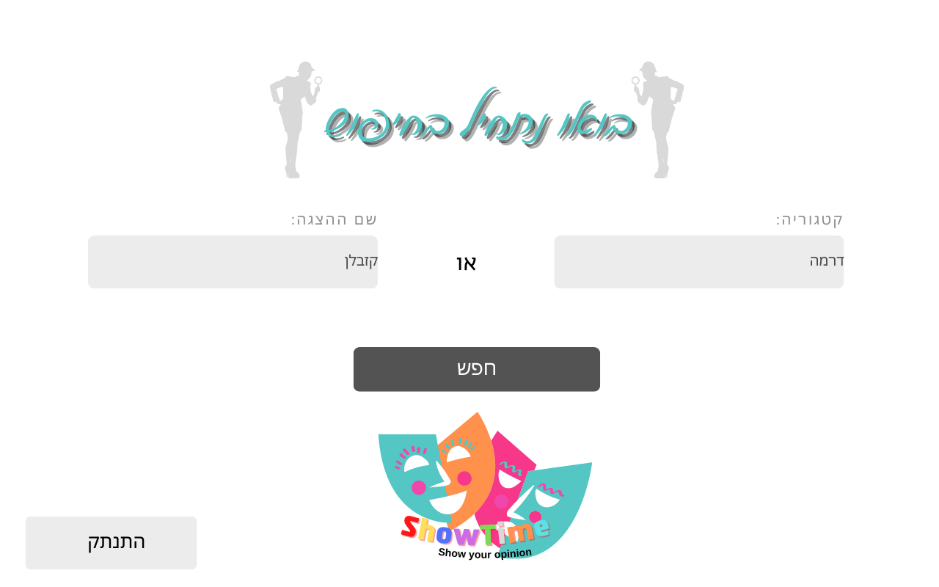 בואו נתחיל בחיפוש
קטגוריה:
דרמה
או
שם ההצגה:
קזבלן
חפש
ShowTime
Show your opinion
התנתק